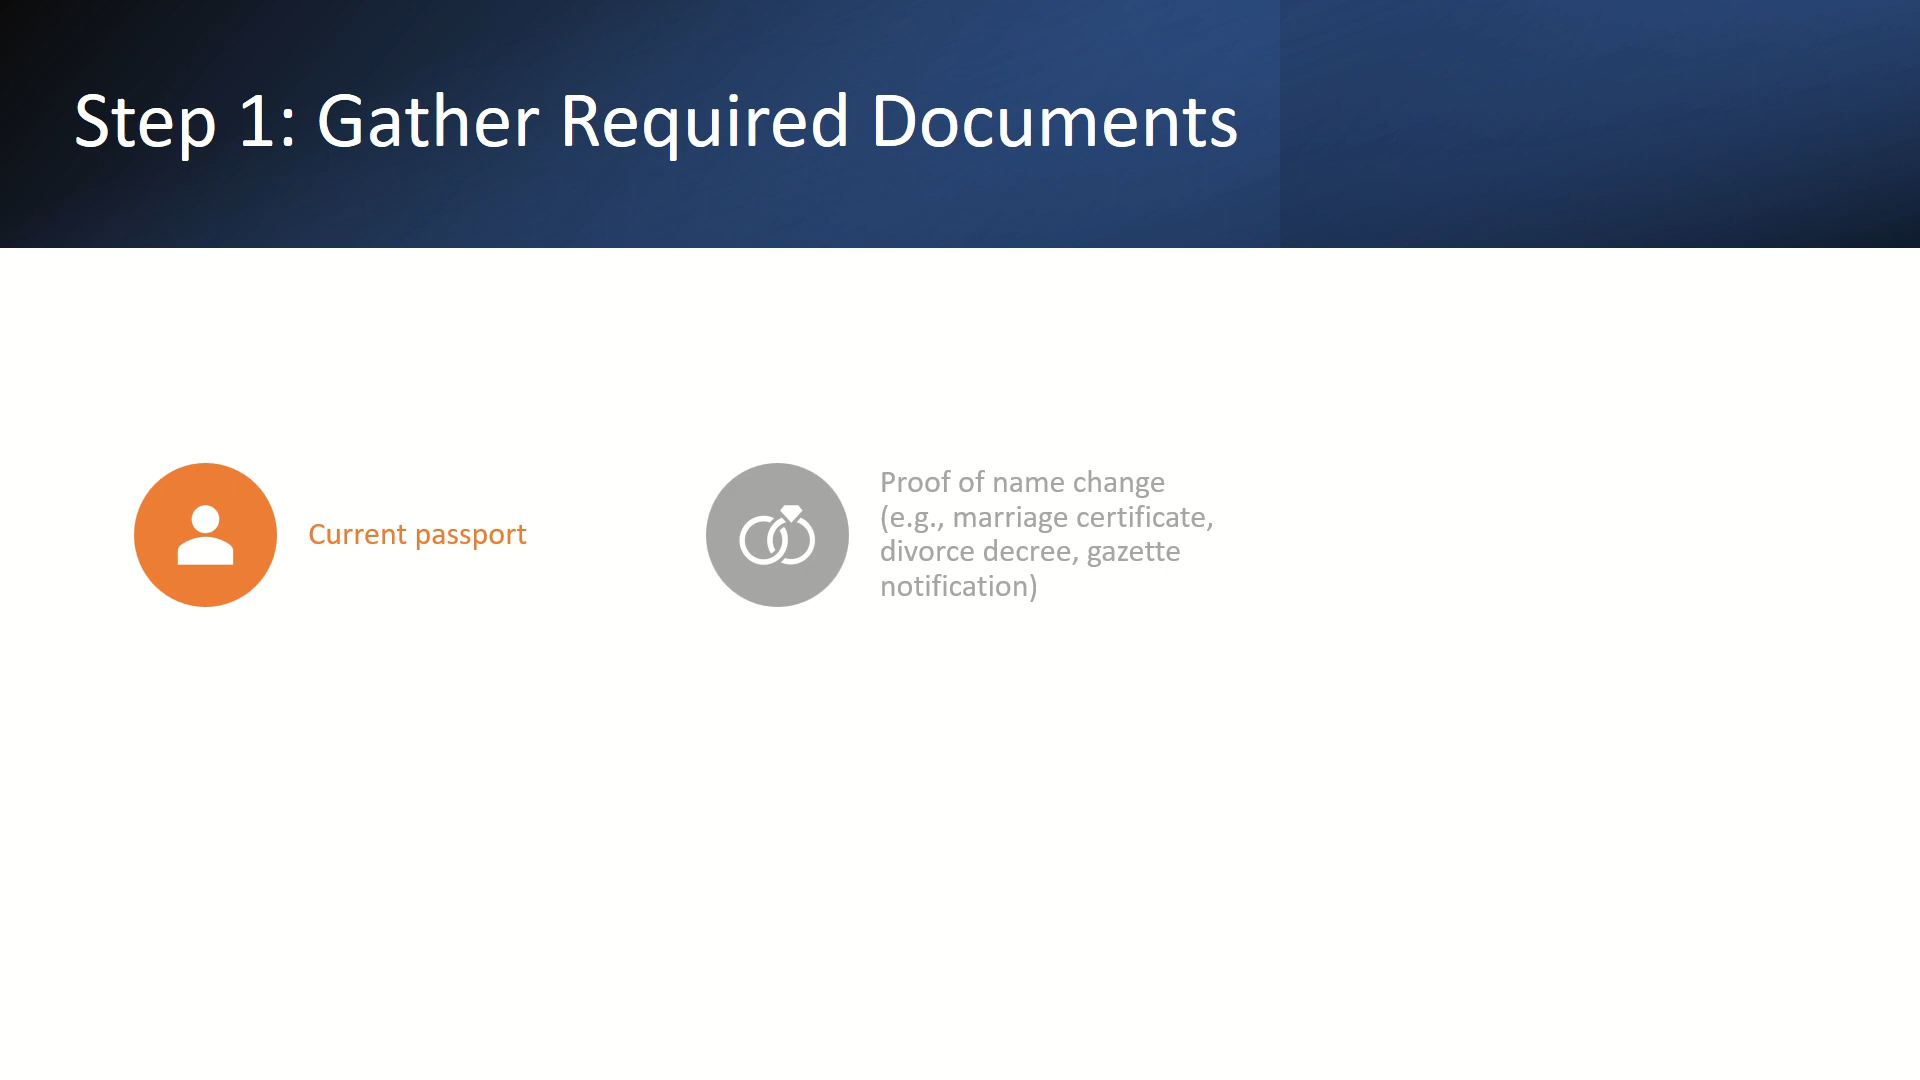 Step 1: Gather Required Documents
Current passport
Proof of name change
(e.g., marriage certificate,
divorce decree, gazette
notification)